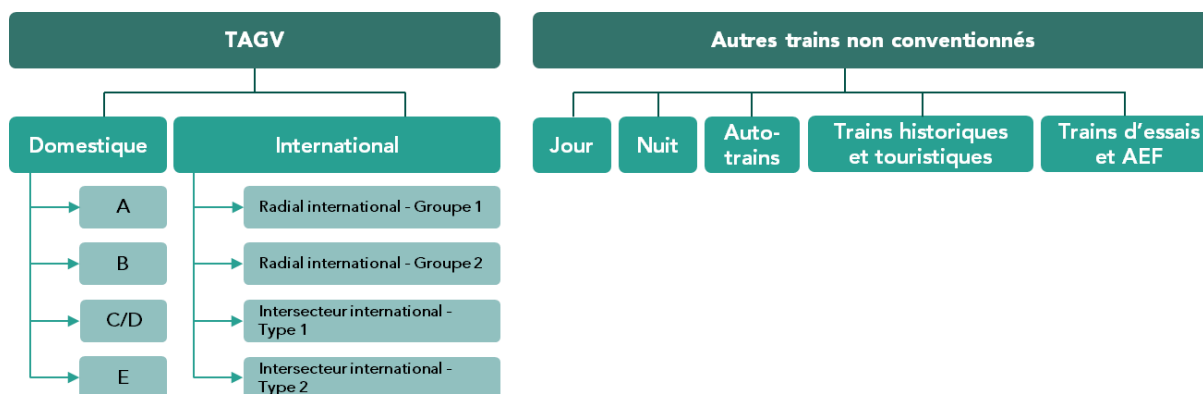 TAGV
Domestique
A
B
C/D
E
International
Radial international - Groupe 1
Radial international - Groupe 2
Intersecteur international -
Type 1
Intersecteur international -
Type 2
Autres trains non conventionnés
Jour
Nuit
Auto-
trains
Trains historiques
et touristiques
Trains d'essais
et AEF